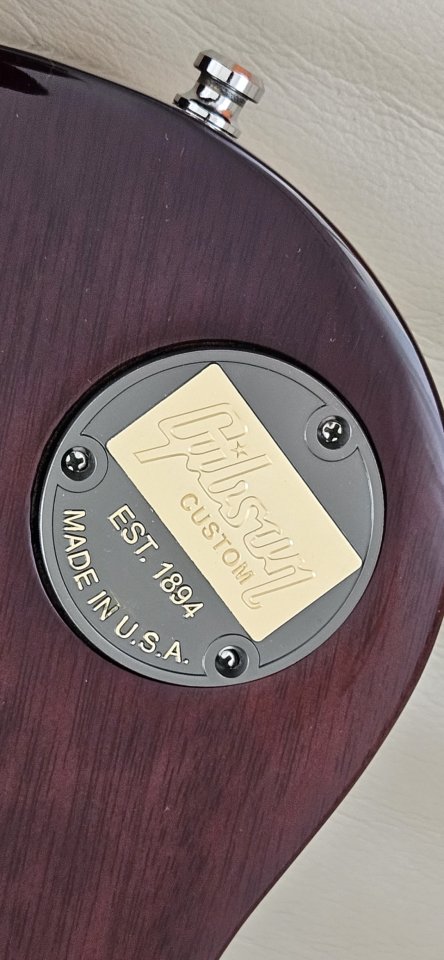 Gibson
CUSTOM
EST. 1894
MADE IN U.S.A.